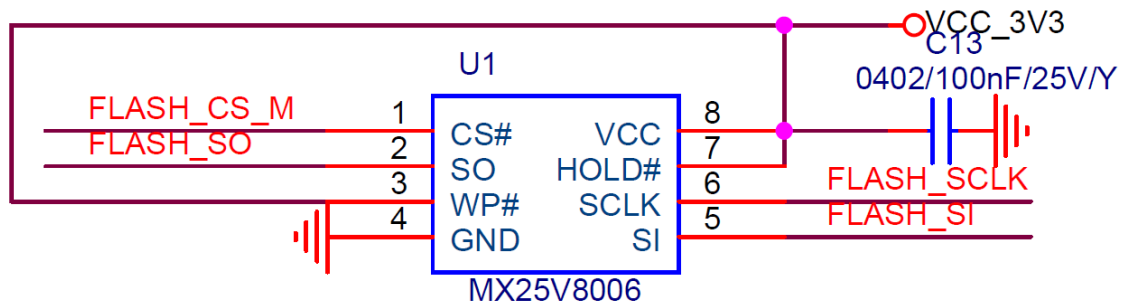 VCC_3V3
C13
U1
0402/100nF/25V/Y
FLASH_CS_M 1 CS# VCC 8
FLASH_SO 2 SO HOLD# 7
3 WP# SCLK 6 FLASH_SCLK
4 GND SI 5 FLASH_SI
MX25V8006